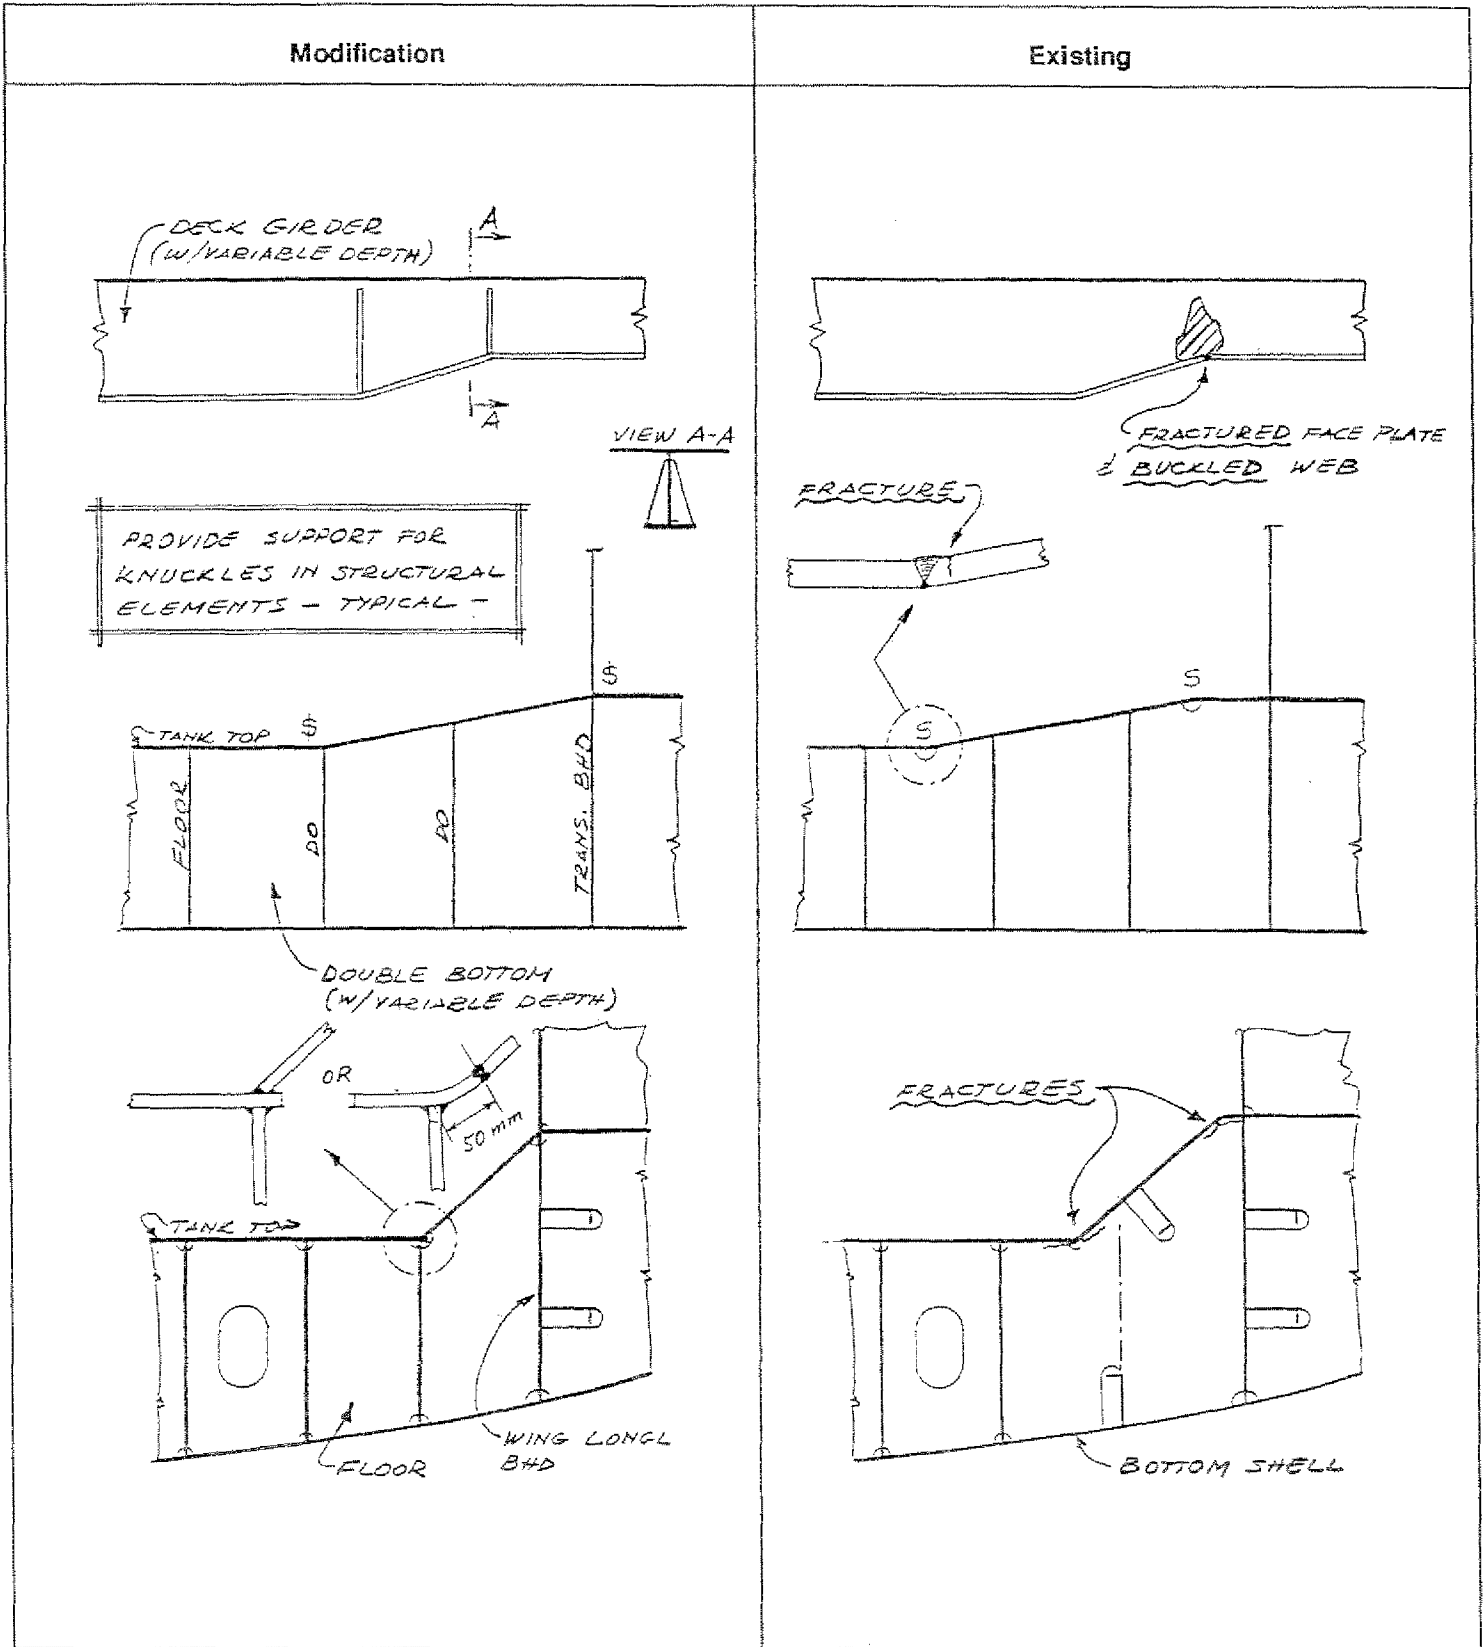 Modification
Existing
DECK GIRDER
(W/VARIABLE DEPTH)
A
A
VIEW A-A
PROVIDE SUPPORT FOR
KNUCKLES IN STRUCTURAL
ELEMENTS - TYPICAL -
$
$
TANK TOP
FLOOR
DO
DO
TRANS. BHD
DOUBLE BOTTOM
(W/VARIABLE DEPTH)
OR
50 mm
TANK TOP
FLOOR
WING LONGL
BHD
FRACTURED FACE PLATE
& BUCKLED WEB
FRACTURE
S
S
FRACTURES
BOTTOM SHELL